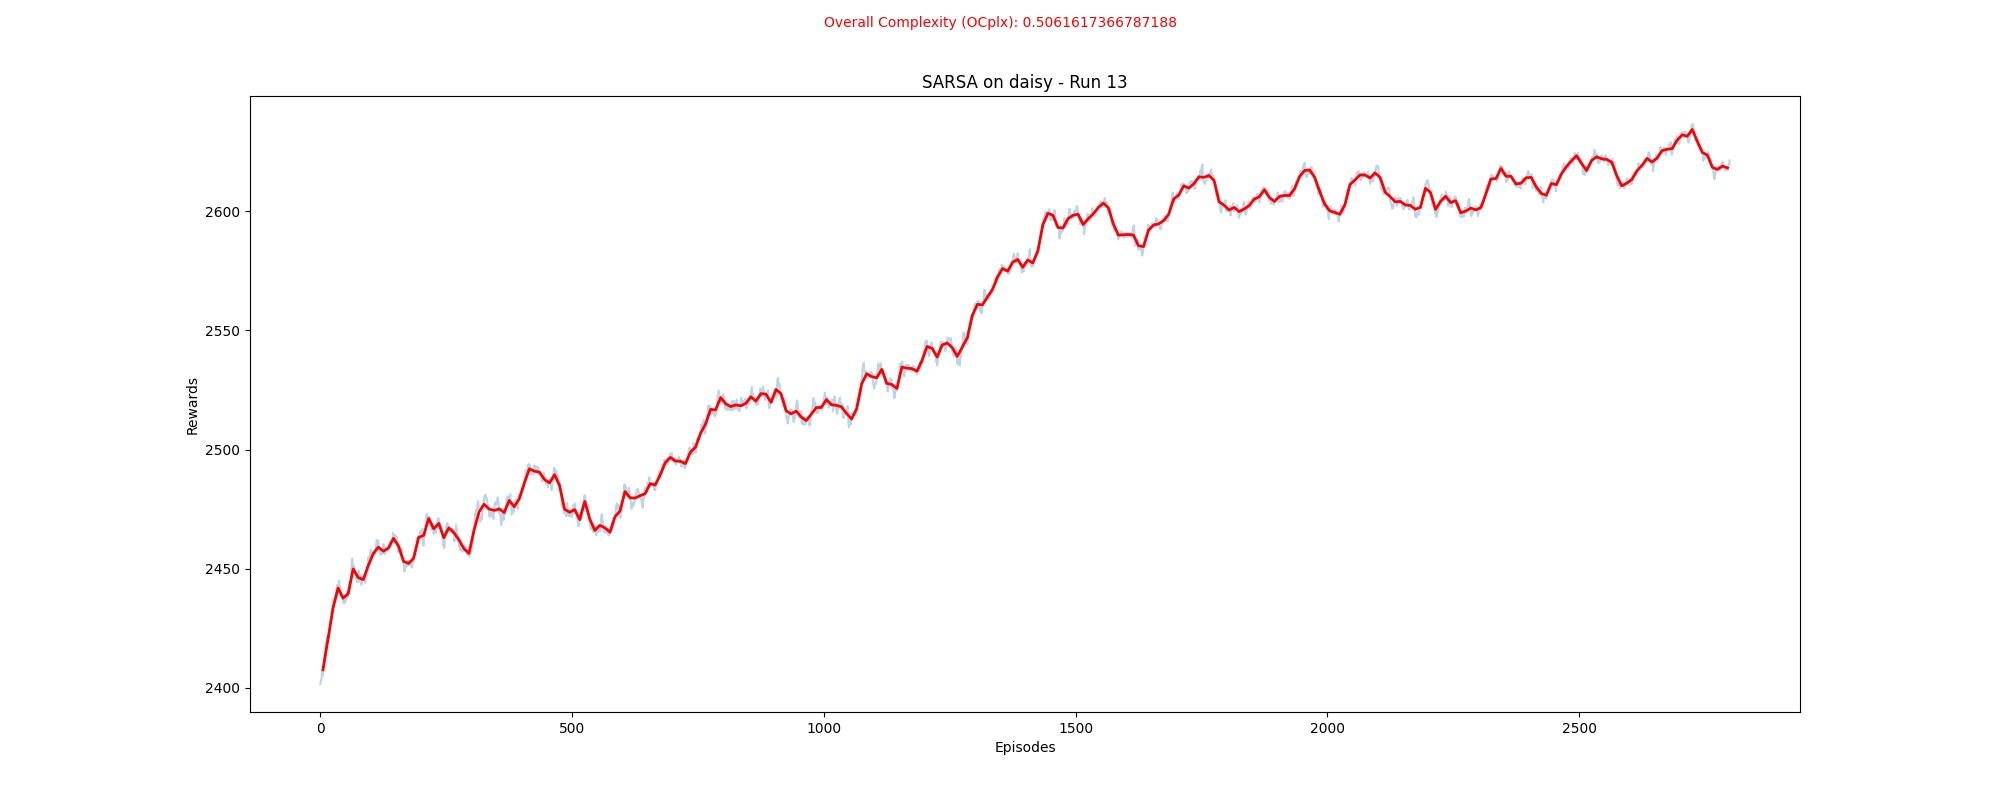 Overall Complexity (OCplx): 0.5061617366787188
SARSA on daisy - Run 13
Rewards
2600
2550
2500
2450
2400
0 500 1000 1500 2000 2500
Episodes